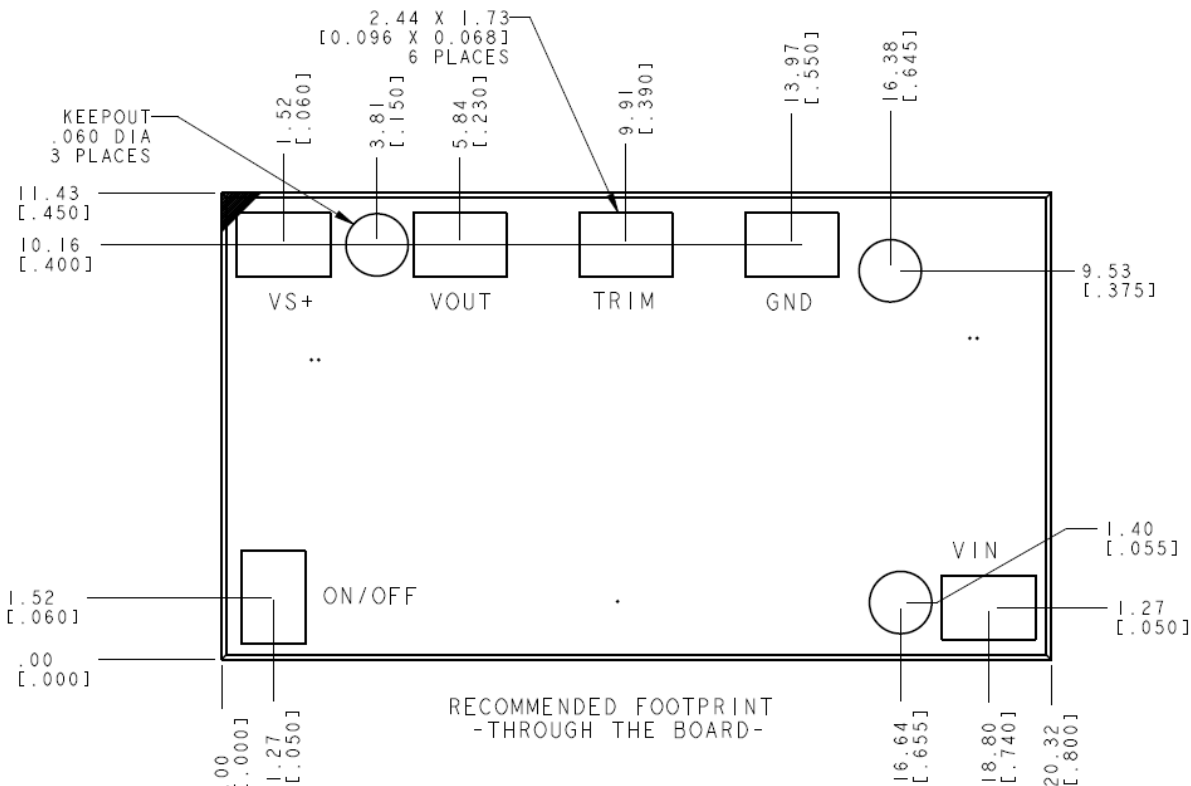 2.44 X 1.73
[0.096 X 0.068]
6 PLACES
KEEPOUT
.060 DIA
3 PLACES
1.52
[.060]
3.81
[.150]
5.84
[.230]
9.91
[.390]
13.97
[.550]
16.38
[.645]
11.43
[.450]
10.16
[.400]
9.53
[.375]
VS+
VOUT
TRIM
GND
1.40
[.055]
VIN
ON/OFF
1.52
[.060]
1.27
[.050]
.00
[.000]
RECOMMENDED FOOTPRINT
-THROUGH THE BOARD-
.00
[.000]
1.27
[.050]
16.64
[.655]
18.80
[.740]
20.32
[.800]